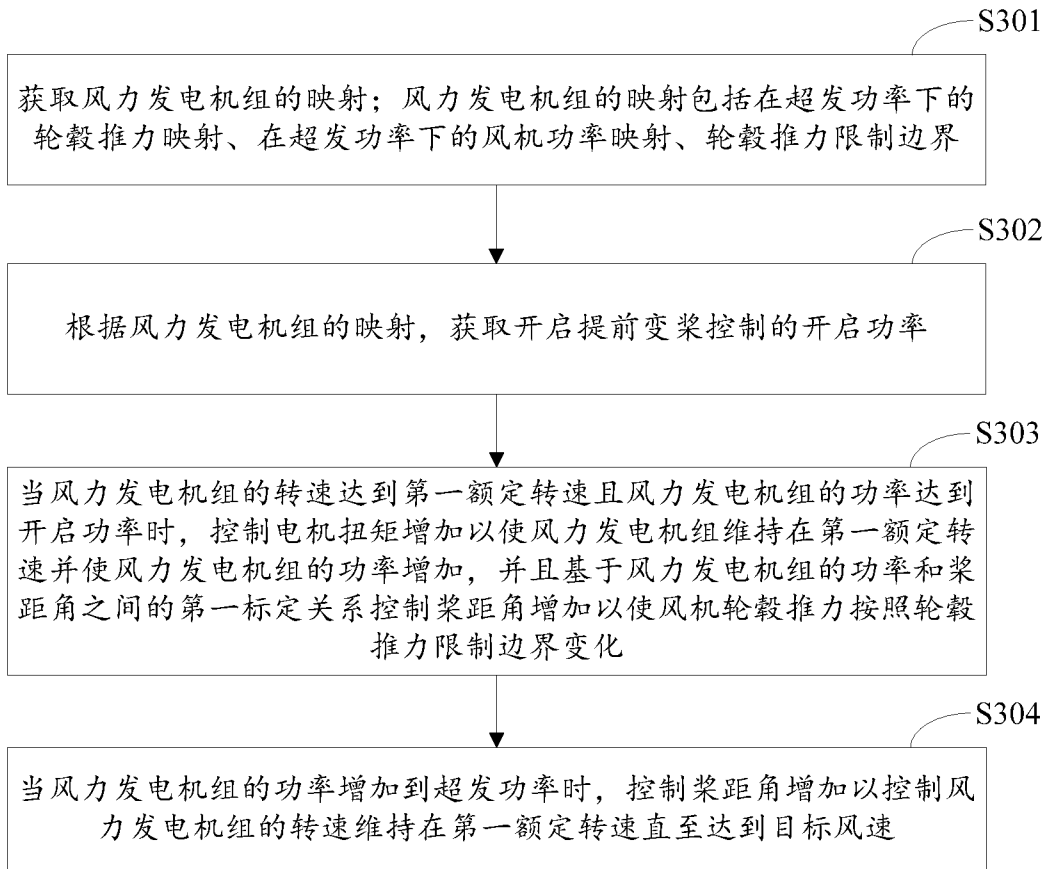 S301
获取风力发电机组的映射；风力发电机组的映射包括在超发功率下的
轮毂推力映射、在超发功率下的风机功率映射、轮毂推力限制边界
S302
根据风力发电机组的映射，获取开启提前变桨控制的开启功率
S303
当风力发电机组的转速达到第一额定转速且风力发电机组的功率达到
开启功率时，控制电机扭矩增加以使风力发电机组维持在第一额定转
速并使风力发电机组的功率增加，并且基于风力发电机组的功率和桨
距角之间的第一标定关系控制桨距角增加以使风机轮毂推力按照轮毂
推力限制边界变化
S304
当风力发电机组的功率增加到超发功率时，控制桨距角增加以控制风
力发电机组的转速维持在第一额定转速直至达到目标风速